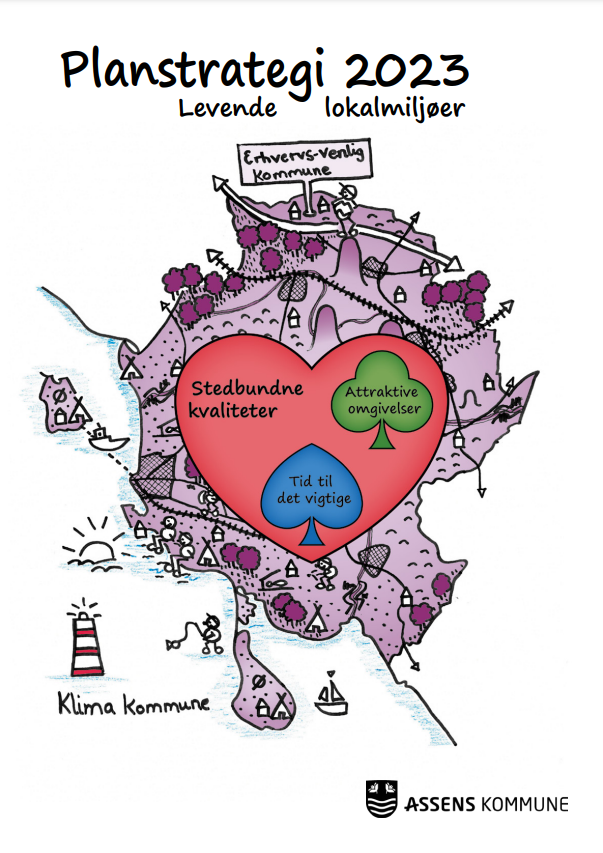 Planstrategi 2023
Levende lokalmiljøer
Erhvervs-venlig
kommune
Stedbundne
kvaliteter
Attraktive
omgivelser
Tid til
det vigtige
Ø
Klima kommune
Ø
ASSENS KOMMUNE